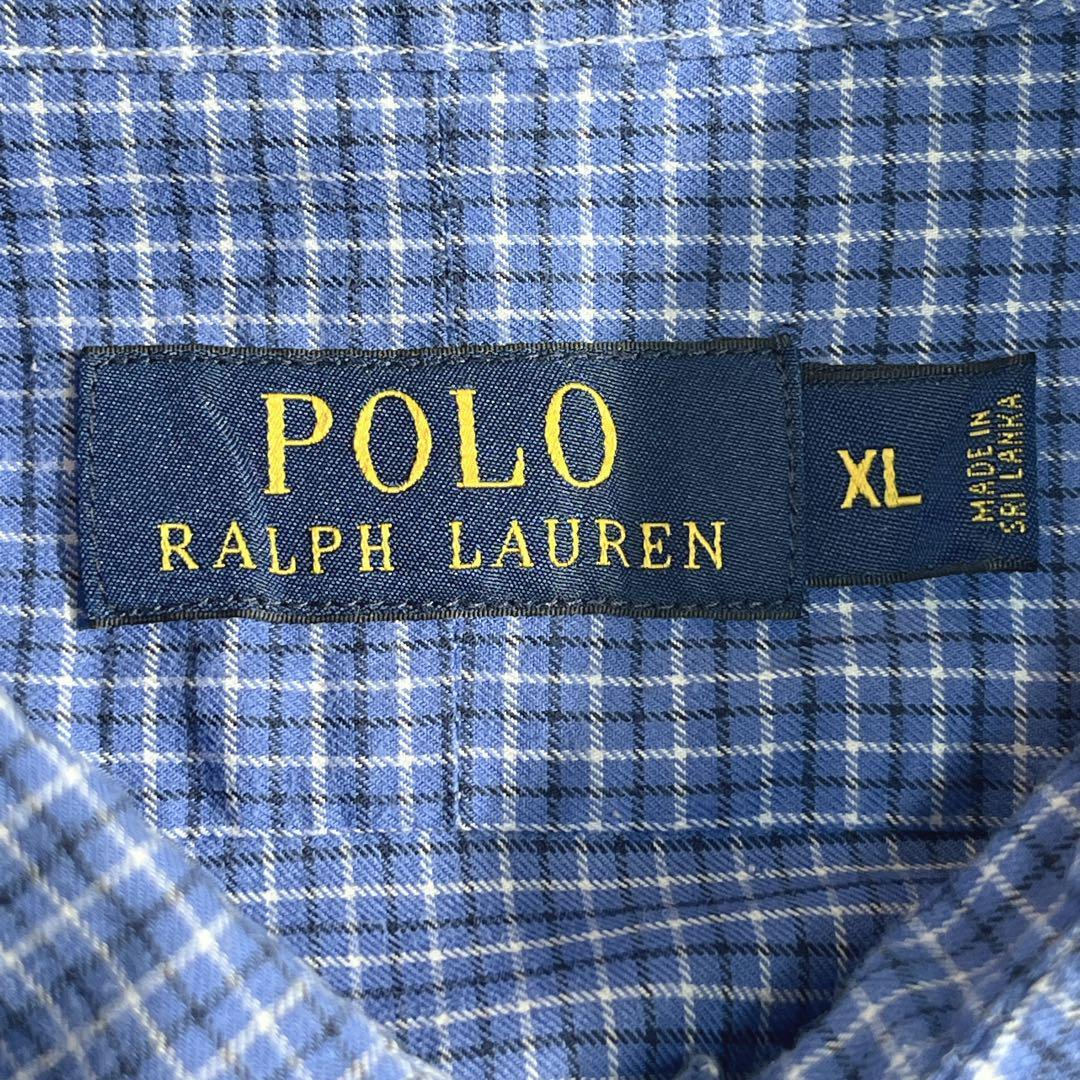 POLO
RALPH LAUREN
XL
MADE IN
SRI LANKA